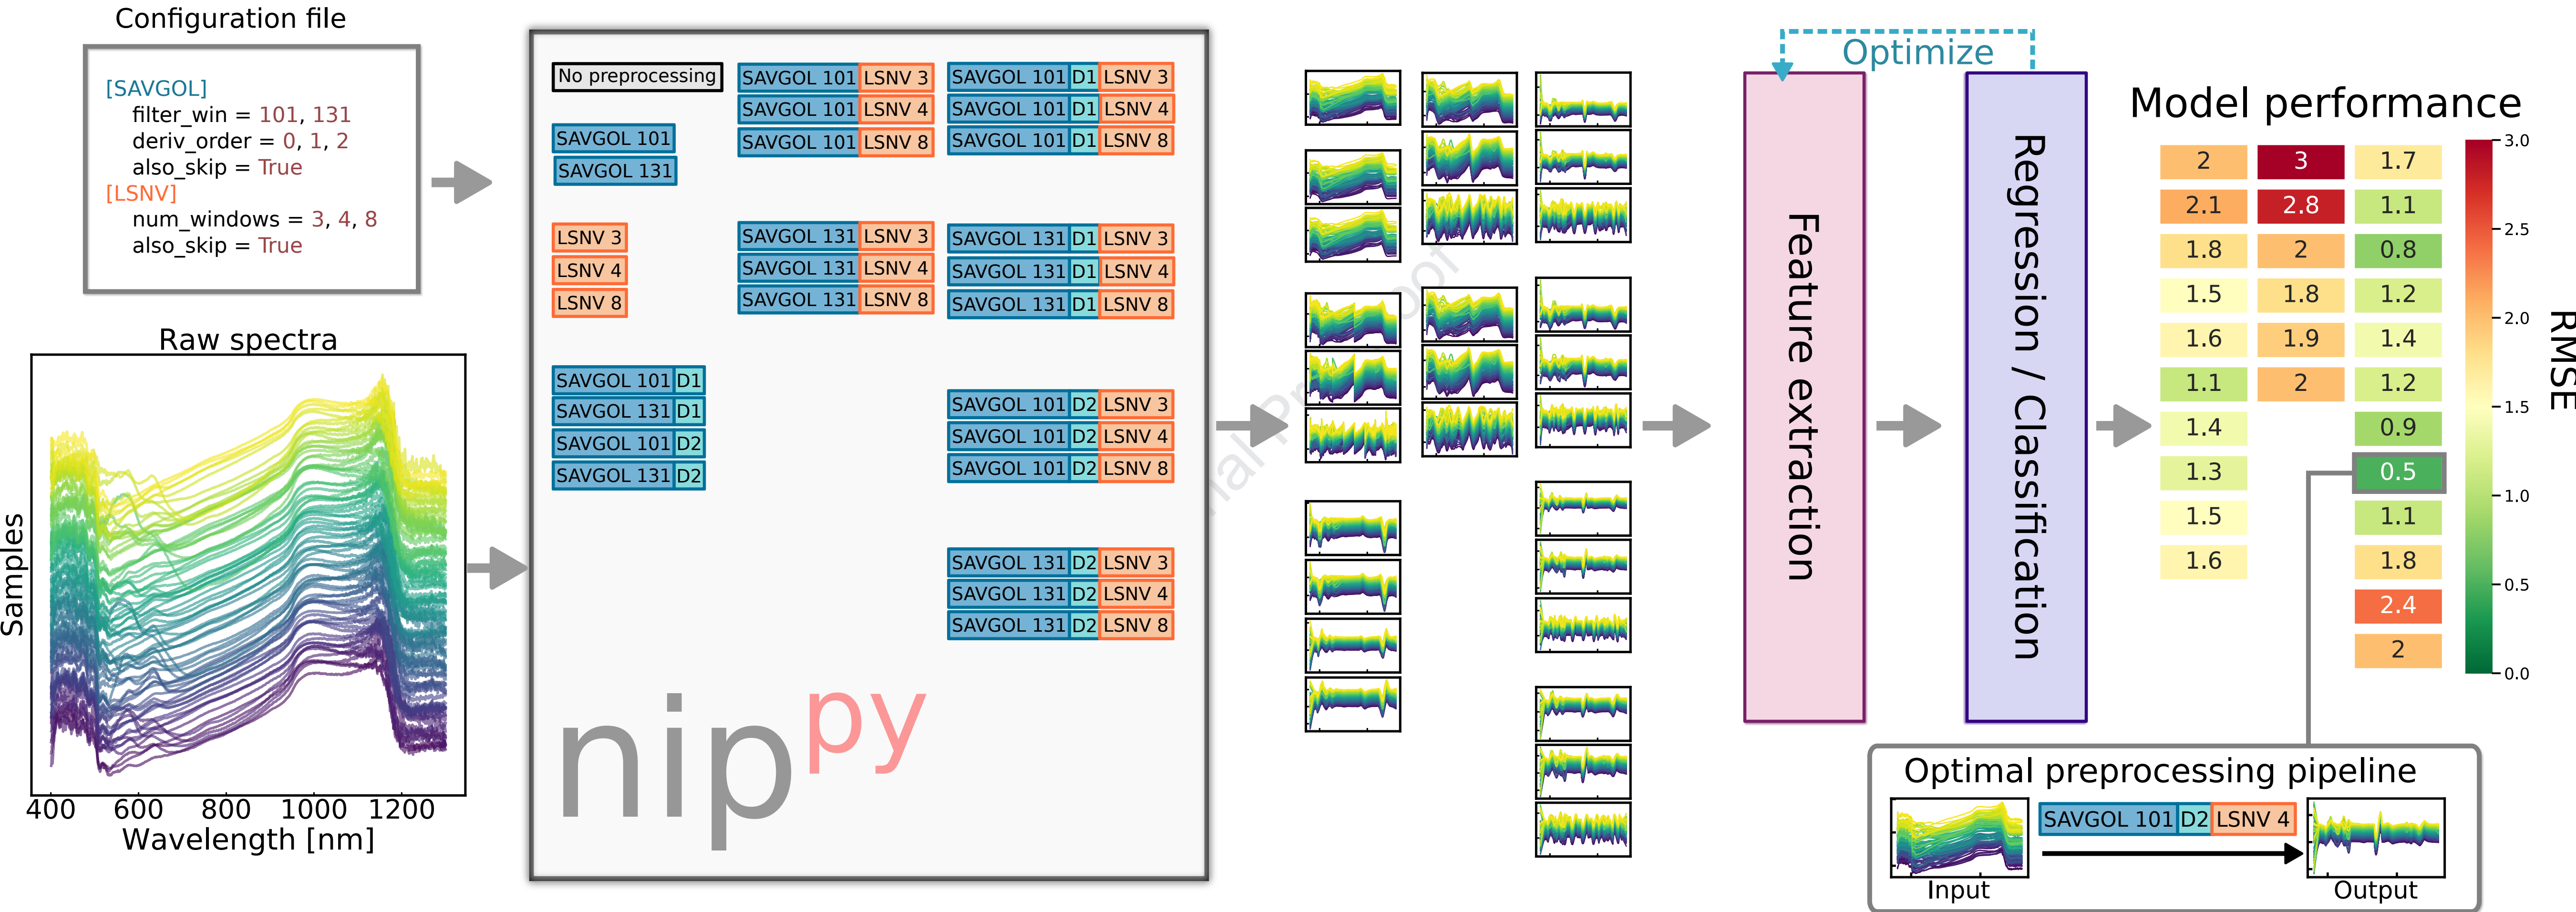 Configuration file
[SAVGOL]
filter_win = 101, 131
deriv_order = 0, 1, 2
also_skip = True
[LSNV]
num_windows = 3, 4, 8
also_skip = True
Raw spectra
Samples
400 600 800 1000 1200
Wavelength [nm]
No preprocessing
SAVGOL 101
SAVGOL 131
LSNV 3
LSNV 4
LSNV 8
SAVGOL 101 D1
SAVGOL 131 D1
SAVGOL 101 D2
SAVGOL 131 D2
SAVGOL 101 LSNV 3
SAVGOL 101 LSNV 4
SAVGOL 101 LSNV 8
SAVGOL 131 LSNV 3
SAVGOL 131 LSNV 4
SAVGOL 131 LSNV 8
SAVGOL 101 D1 LSNV 3
SAVGOL 101 D1 LSNV 4
SAVGOL 101 D1 LSNV 8
SAVGOL 131 D1 LSNV 3
SAVGOL 131 D1 LSNV 4
SAVGOL 131 D1 LSNV 8
SAVGOL 101 D2 LSNV 3
SAVGOL 101 D2 LSNV 4
SAVGOL 101 D2 LSNV 8
SAVGOL 131 D2 LSNV 3
SAVGOL 131 D2 LSNV 4
SAVGOL 131 D2 LSNV 8
nippy
Optimize
Feature extraction
Regression / Classification
Model performance
2 3 1.7
2.1 2.8 1.1
1.8 2 0.8
1.5 1.8 1.2
1.6 1.9 1.4
1.1 2 1.2
1.4 0.9
1.3 0.5
1.5 1.1
1.6 1.8
2.4
2
3.0
2.5
2.0
1.5
1.0
0.5
0.0
RMSE
Optimal preprocessing pipeline
SAVGOL 101 D2 LSNV 4
Input
Output